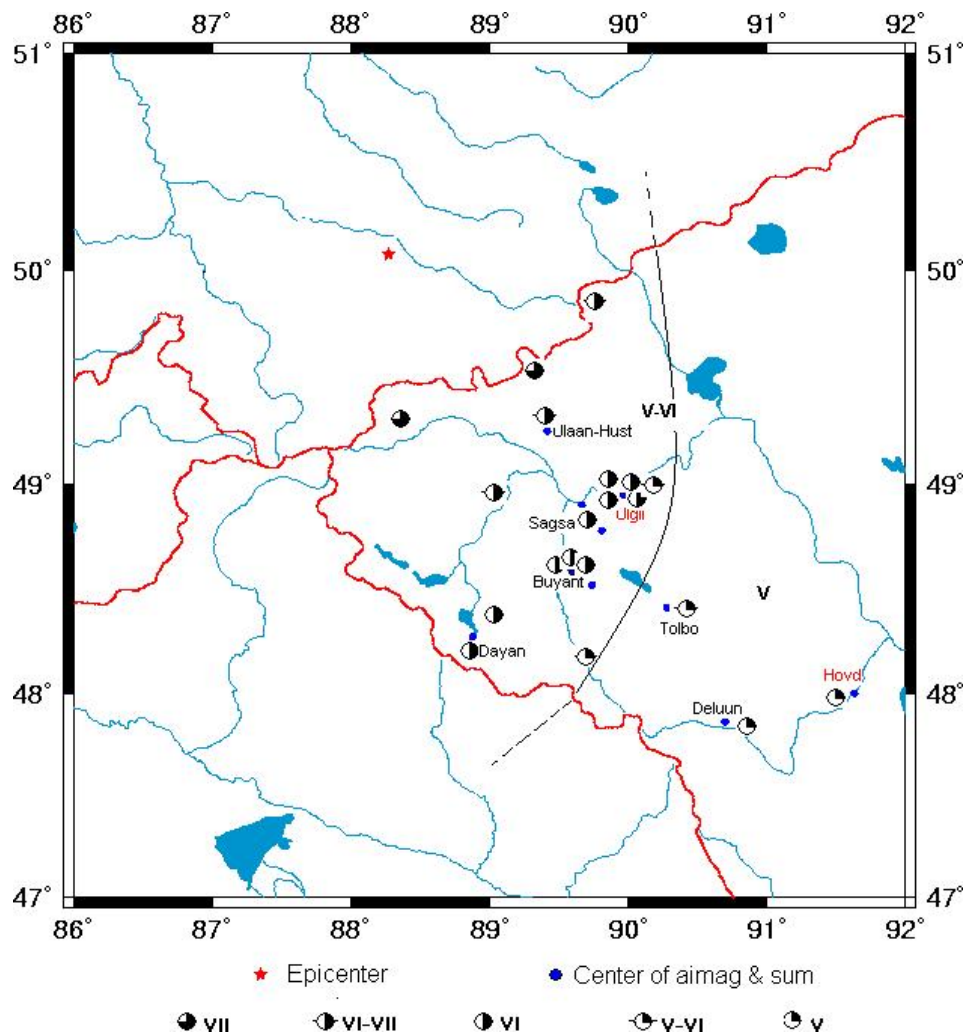 86° 87° 88° 89° 90° 91° 92°
51° 51°
50° 50°
V-VI
Ulaan-Hust
49° 49°
Sagsa Ulgii
Buyant
V
Tolbo
Dayan
Hovd
48° 48°
Deluun
47° 47°
86° 87° 88° 89° 90° 91° 92°
Epicenter Center of aimag & sum
VII VI-VII VI V-VI V